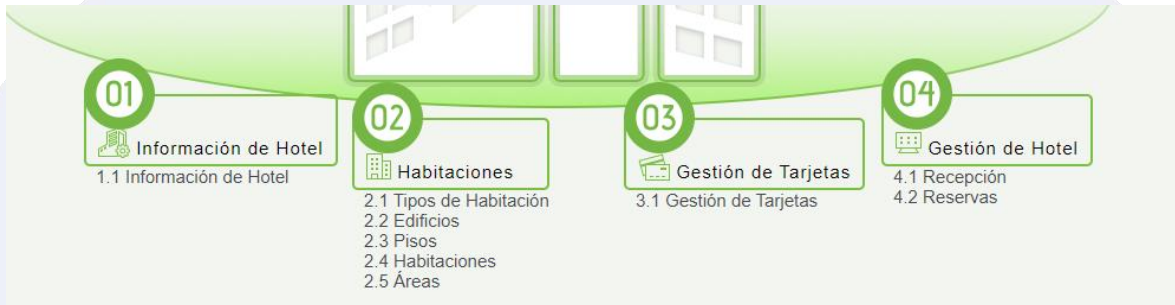 01
Información de Hotel
1.1 Información de Hotel
02
Habitaciones
2.1 Tipos de Habitación
2.2 Edificios
2.3 Pisos
2.4 Habitaciones
2.5 Áreas
03
Gestión de Tarjetas
3.1 Gestión de Tarjetas
04
Gestión de Hotel
4.1 Recepción
4.2 Reservas